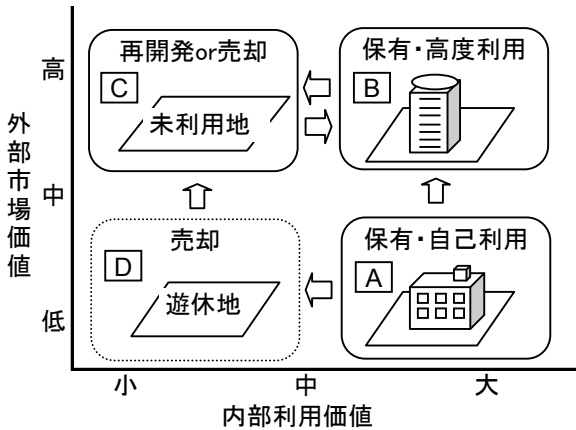 再開発or売却
C
未利用地
保有・高度利用
B
売却
D
遊休地
保有・自己利用
A
外部市場価値
高
中
低
小
中
大
内部利用価値